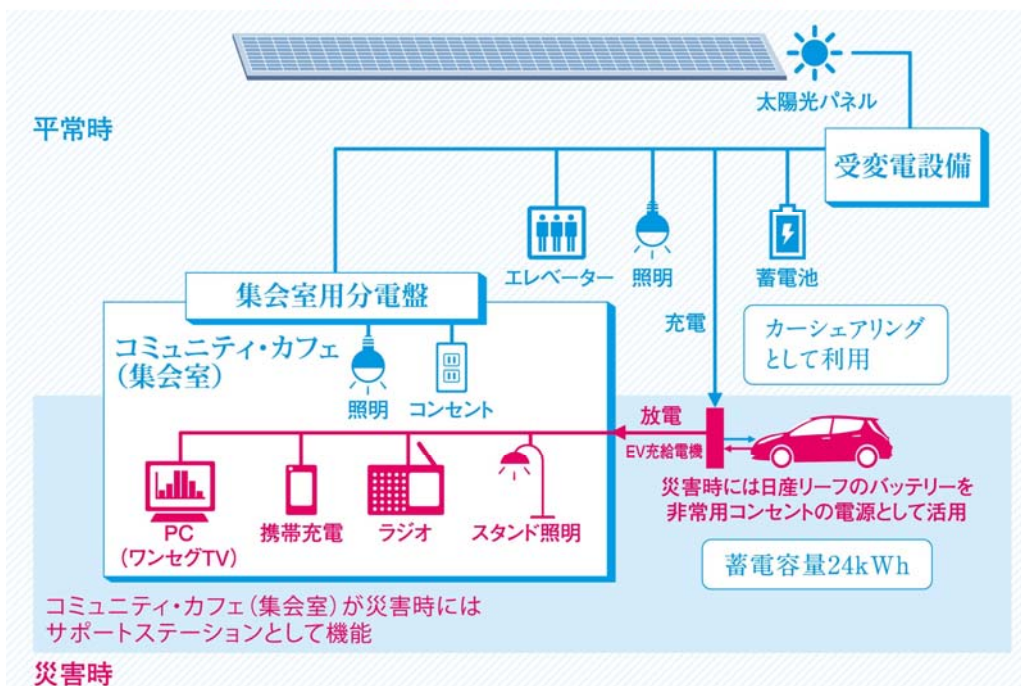 太陽光パネル
平常時
受変電設備
エレベーター
照明
蓄電池
集会室用分電盤
充電
カーシェアリング
として利用
コミュニティ・カフェ
(集会室)
照明
コンセント
放電
EV充給電機
災害時には日産リーフのバッテリーを
非常用コンセントの電源として活用
PC
(ワンセグTV)
携帯充電
ラジオ
スタンド照明
蓄電容量24kWh
コミュニティ・カフェ(集会室)が災害時には
サポートステーションとして機能
災害時